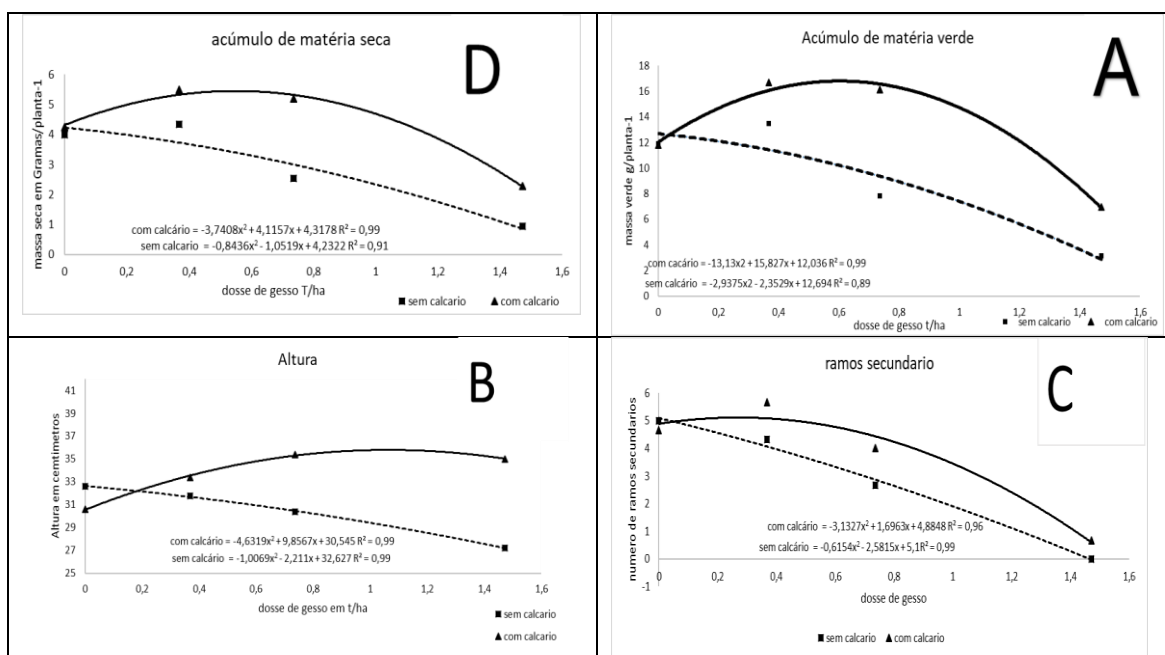 acúmulo de matéria seca
D
massa seca em Gramas/planta-1
6
5
4
3
2
1
0
com calcário = -3,7408x² + 4,1157x + 4,3178 R² = 0,99
sem calcario = -0,8436x² - 1,0519x + 4,2322 R² = 0,91
0 0,2 0,4 0,6 0,8 1 1,2 1,4 1,6
dosse de gesso T/ha
sem calcario com calcario
Acúmulo de matéria verde
A
massa verde g/planta-1
18
16
14
12
10
8
6
4
2
0
com cacário = -13,13x2 + 15,827x + 12,036 R² = 0,99
sem calcário = -2,9375x2 - 2,3529x + 12,694 R² = 0,89
0 0,2 0,4 0,6 0,8 1 1,2 1,4 1,6
dosse de gesso t/ha
sem calcario com calcario
Altura
B
Altura em cemtimetros
41
39
37
35
33
31
29
27
25
com calcário = -4,6319x² + 9,8567x + 30,545 R² = 0,99
sem calcário = -1,0069x² - 2,211x + 32,627 R² = 0,99
0 0,2 0,4 0,6 0,8 1 1,2 1,4 1,6
dosse de gesso em t/ha
sem calcario
com calcario
ramos secundario
C
numero de ramos secundarios
6
5
4
3
2
1
0
-1
com calcário = -3,1327x² + 1,6963x + 4,8848 R² = 0,96
sem calcário = -0,6154x² - 2,5815x + 5,1 R² = 0,99
0 0,2 0,4 0,6 0,8 1 1,2 1,4 1,6
dosse de gesso
sem calcario com calcario